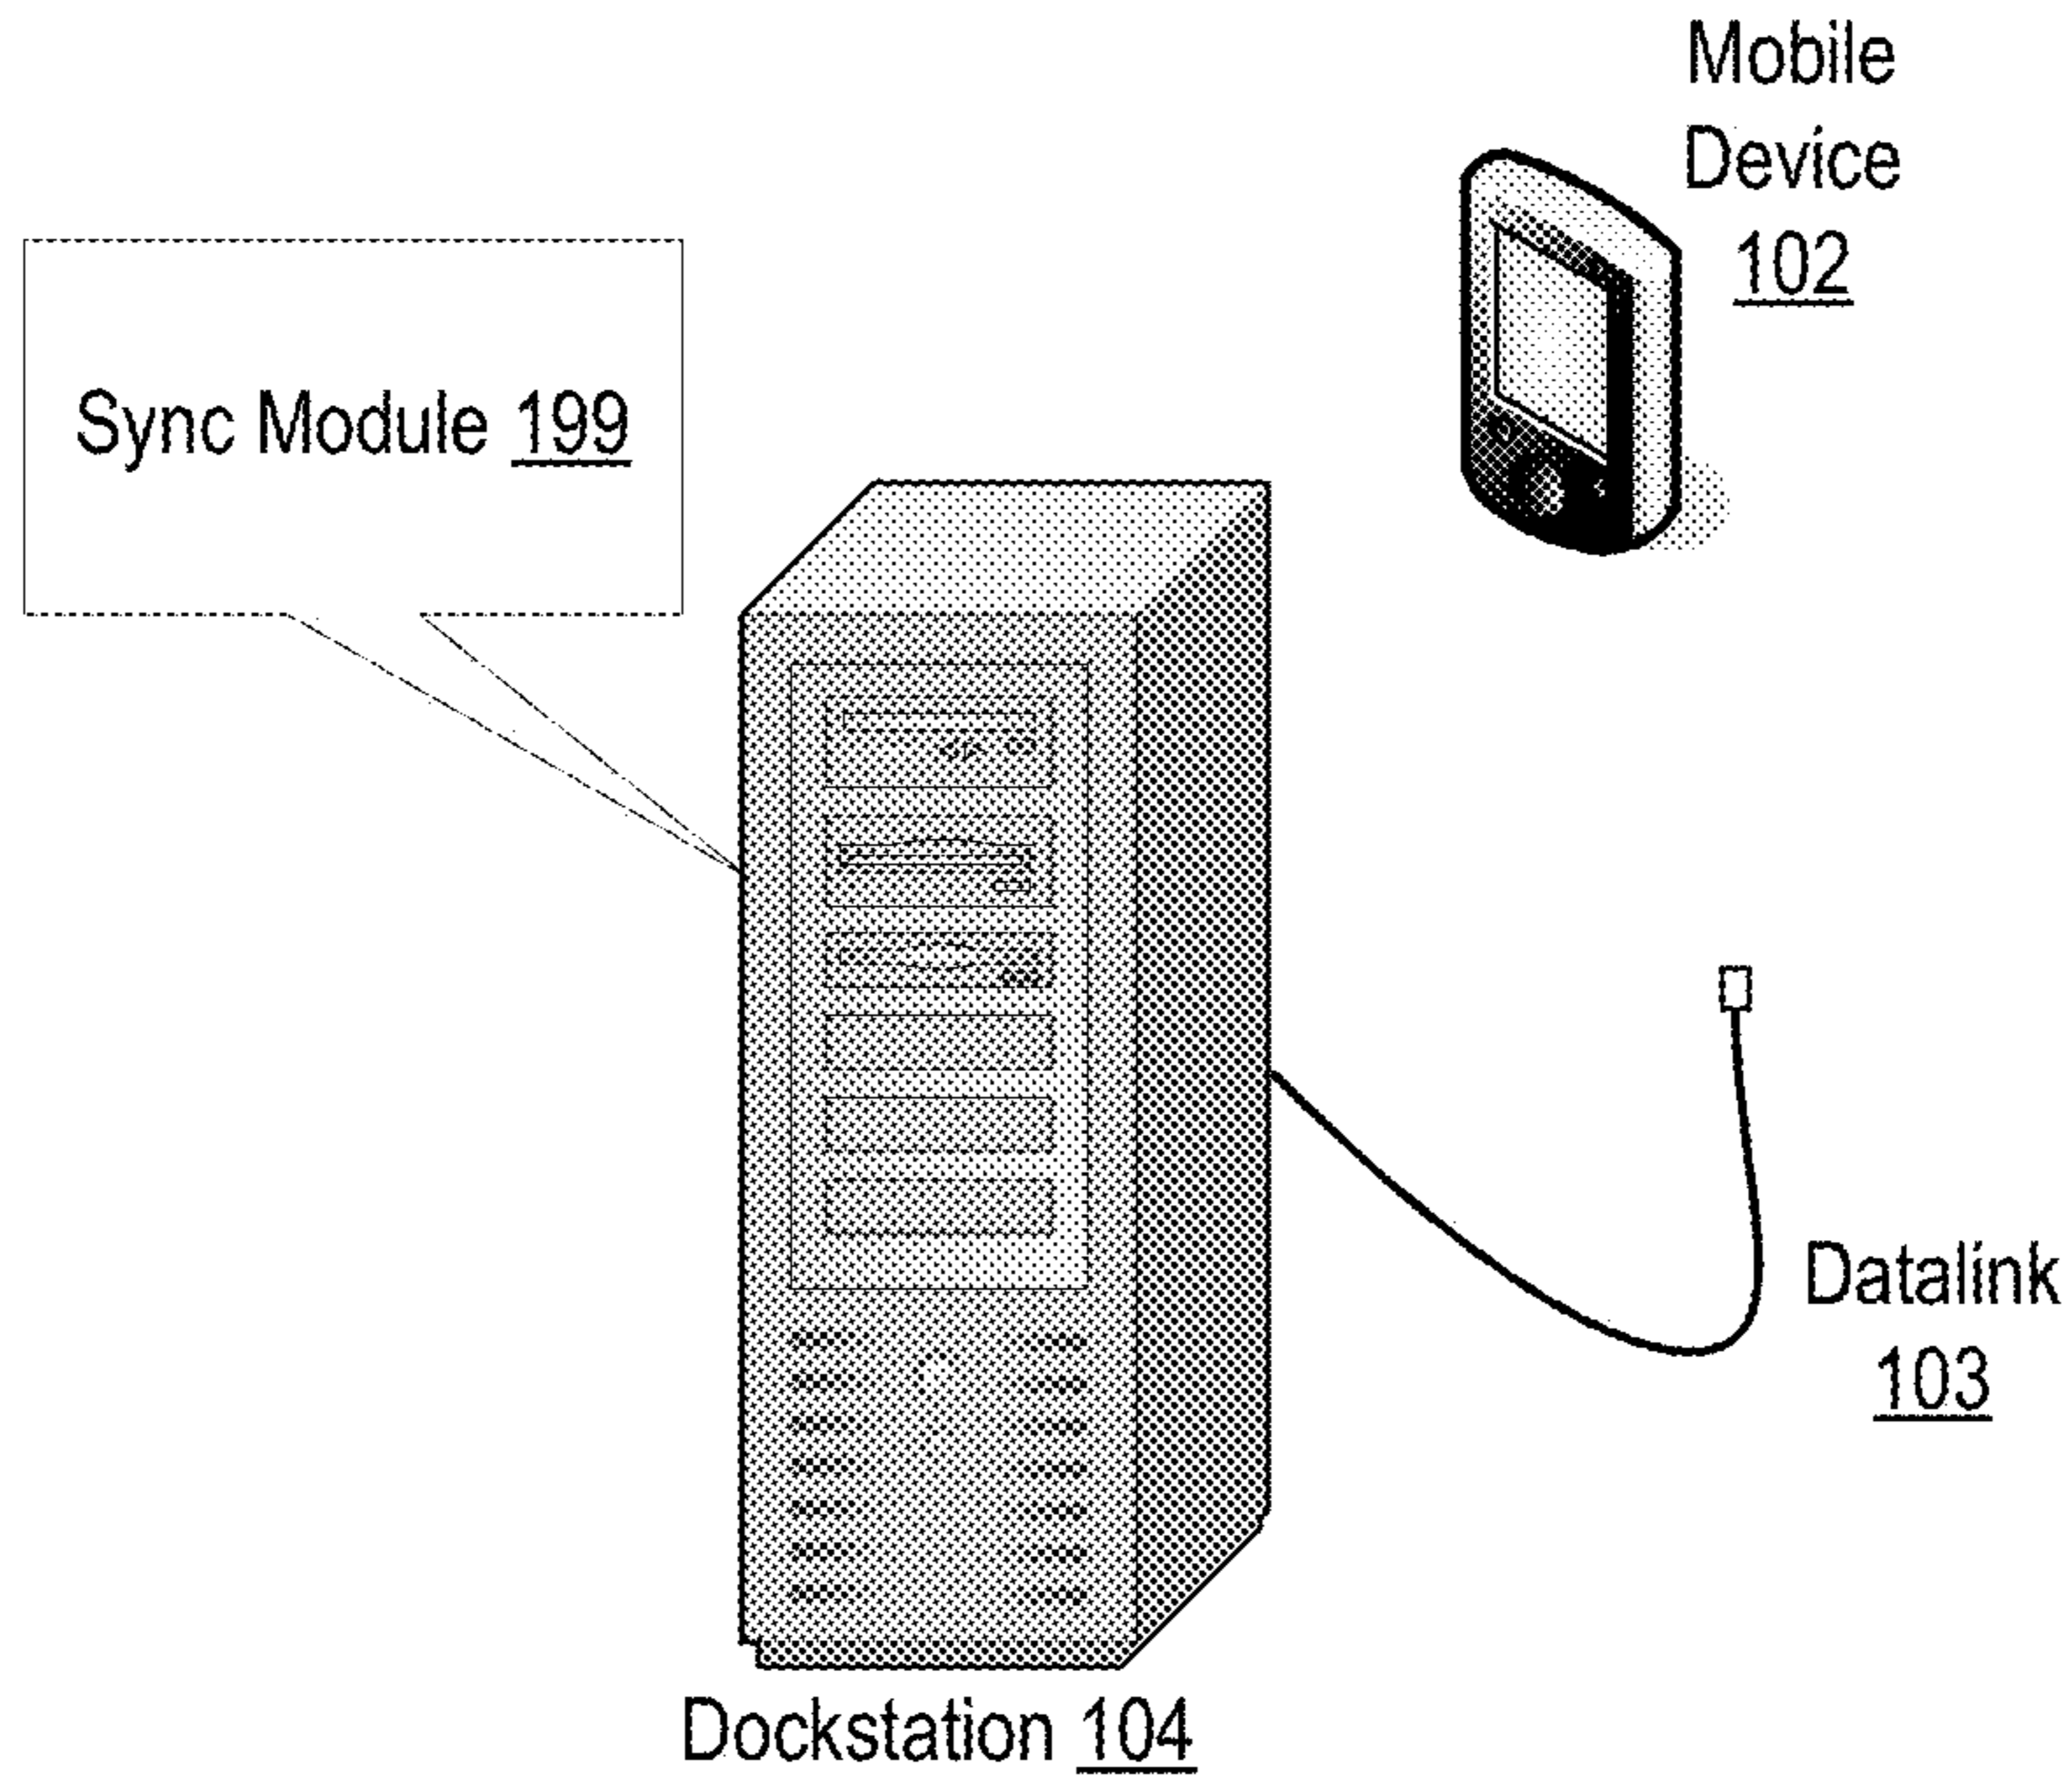 Mobile
Device
102
Sync Module 199
Datalink
103
Dockstation 104